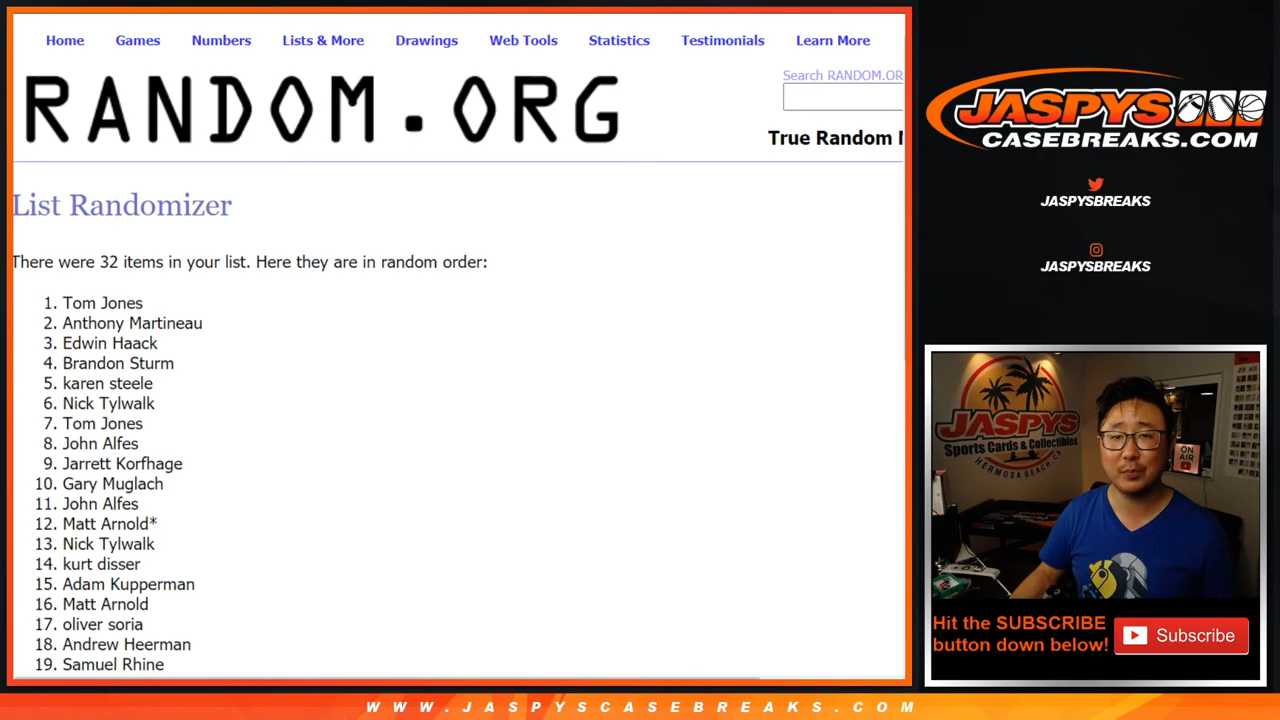 Home Games Numbers Lists & More Drawings Web Tools Statistics Testimonials Learn More
RANDOM.ORG
Search RANDOM.OR
True Random
List Randomizer
There were 32 items in your list. Here they are in random order:
1. Tom Jones
2. Anthony Martineau
3. Edwin Haack
4. Brandon Sturm
5. karen steele
6. Nick Tylwalk
7. Tom Jones
8. John Alfes
9. Jarrett Korfhage
10. Gary Muglach
11. John Alfes
12. Matt Arnold*
13. Nick Tylwalk
14. kurt disser
15. Adam Kupperman
16. Matt Arnold
17. oliver soria
18. Andrew Heerman
19. Samuel Rhine
JASPYS
CASEBREAKS.COM
JASPYSBREAKS
JASPYSBREAKS
JASPYS
Sports Cards & Collectibles
HERMOSA BEACH, CA
ON
AIR
Hit the SUBSCRIBE
button down below!
Subscribe
WWW.JASPYSCASEBREAKS.COM